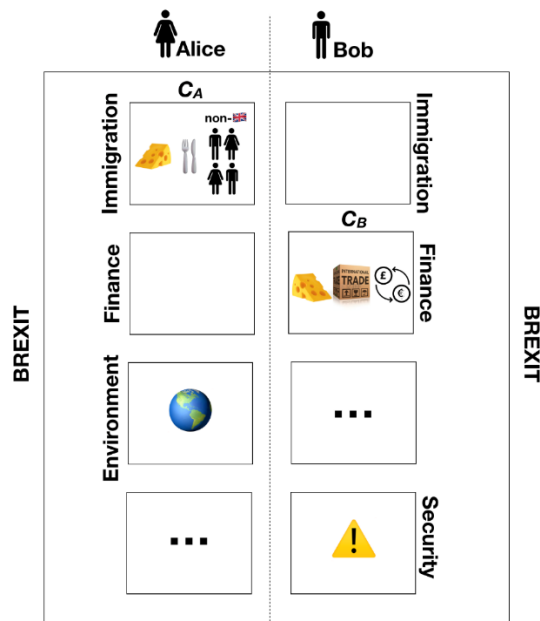 Alice
Bob
C_A
Immigration
non-🇬🇧
Immigration
C_B
Finance
INTERNATIONAL
TRADE
£
€
Finance
BREXIT
BREXIT
Environment
...
...
Security
!